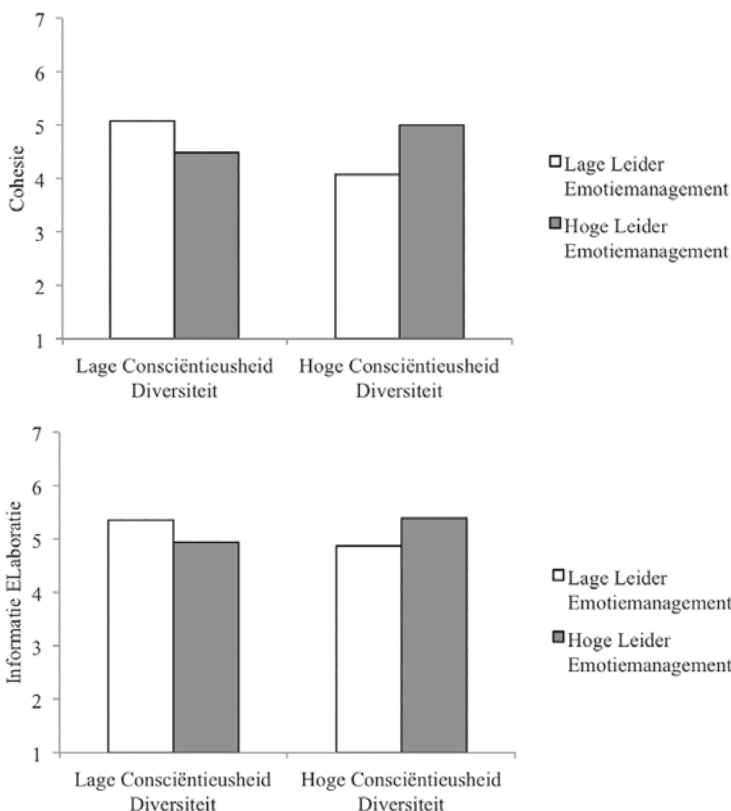 7
6
5
4
3
2
1
Cohesie
Lage Consciëntieusheid
Diversiteit
Hoge Consciëntieusheid
Diversiteit
Lage Leider
Emotiemanagement
Hoge Leider
Emotiemanagement
7
6
5
4
3
2
1
Informatie ELaboratie
Lage Consciëntieusheid
Diversiteit
Hoge Consciëntieusheid
Diversiteit
Lage Leider
Emotiemanagement
Hoge Leider
Emotiemanagement